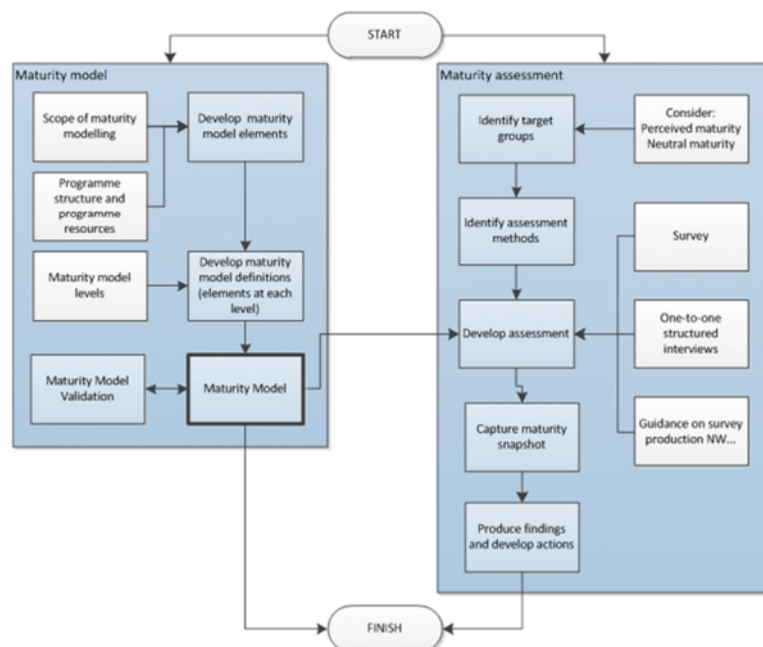 START
Maturity model
Scope of maturity
modelling
Develop maturity
model elements
Programme
structure and
programme
resources
Maturity model
levels
Develop maturity
model definitions
(elements at each
level)
Maturity Model
Validation
Maturity Model
Maturity assessment
Identify target
groups
Consider:
Perceived maturity
Neutral maturity
Identify assessment
methods
Survey
Develop assessment
One-to-one
structured
interviews
Capture maturity
snapshot
Guidance on survey
production NW...
Produce findings
and develop actions
FINISH